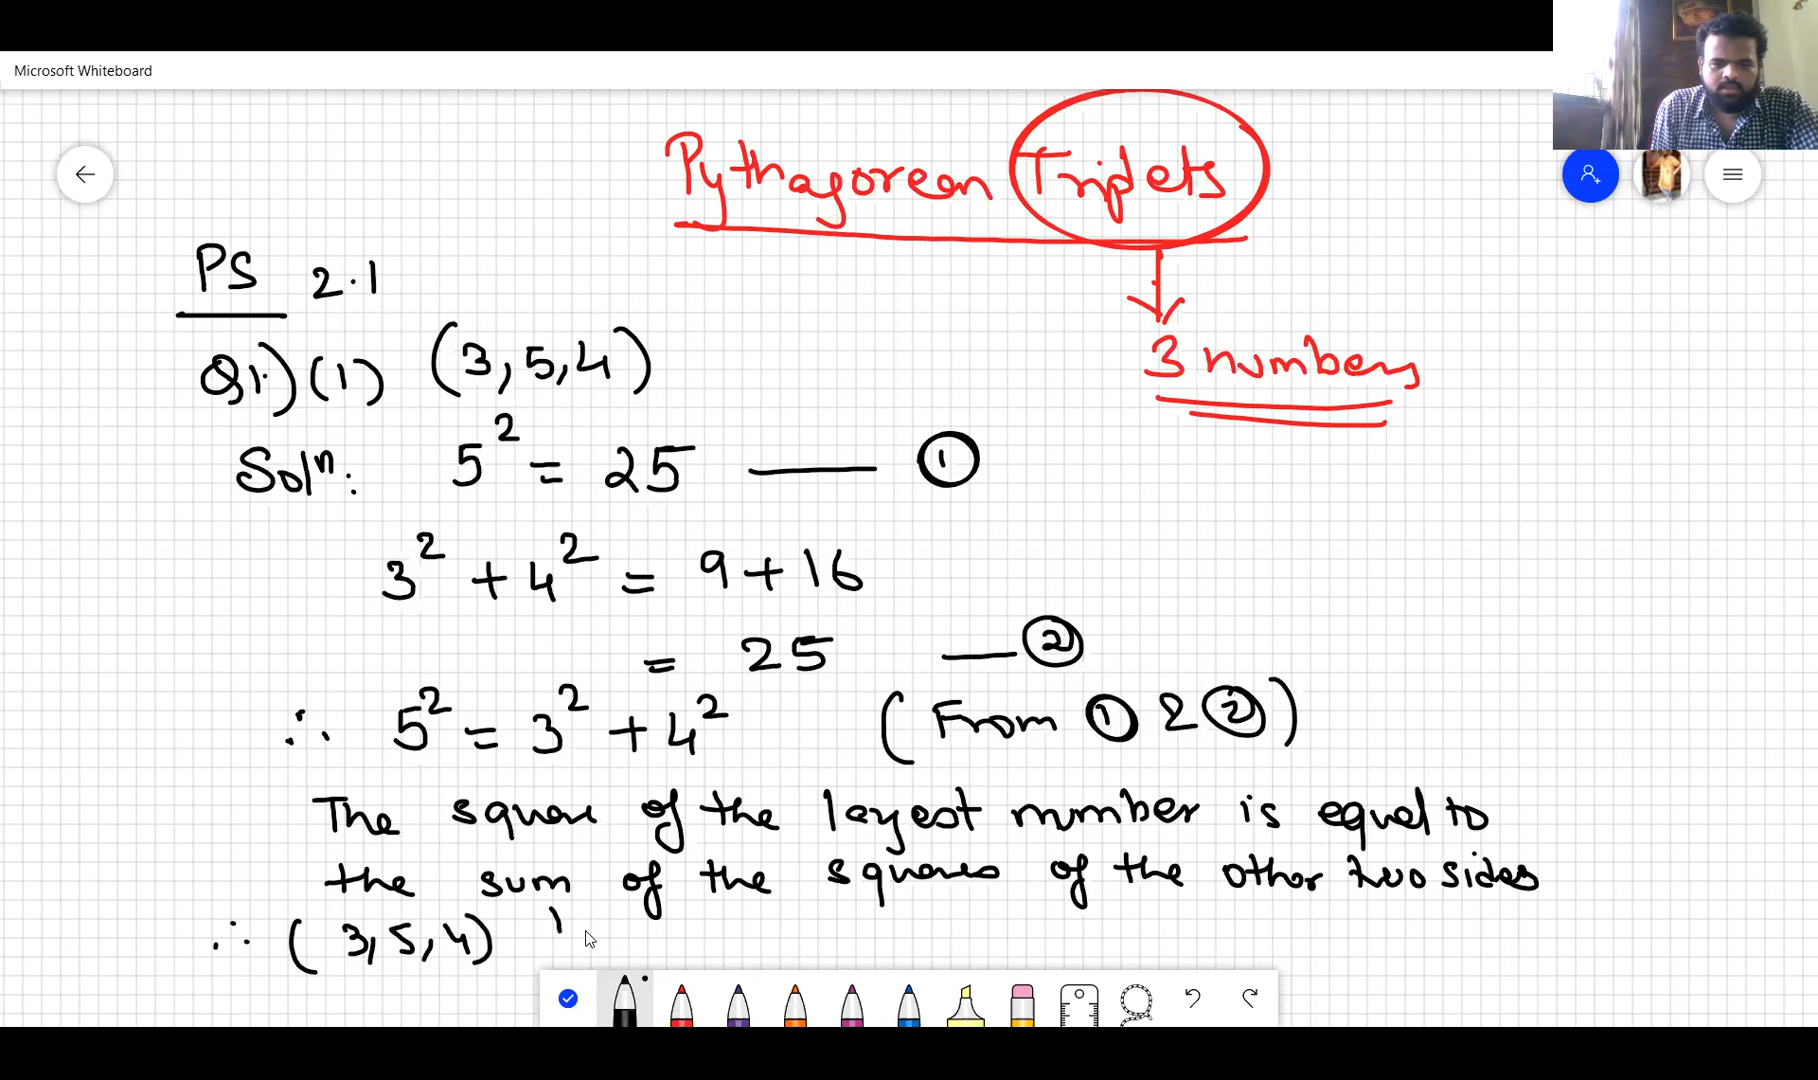 Microsoft Whiteboard
Pythagorean Triplets
3 numbers
PS 2.1
Q1.) (1) (3, 5, 4)
Solⁿ: 5² = 25 —— ①
3² + 4² = 9 + 16
= 25 — ②
∴ 5² = 3² + 4² (From ① & ②)
The square of the largest number is equal to
the sum of the squares of the other two sides
∴ (3, 5, 4)